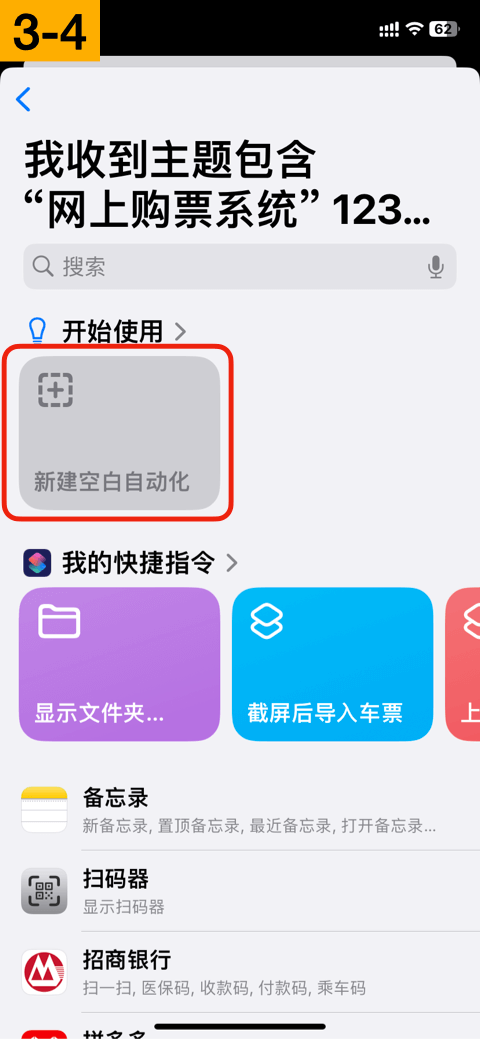 3-4
62
我收到主题包含
“网上购票系统” 123…
搜索
开始使用
新建空白自动化
我的快捷指令
显示文件夹...
截屏后导入车票
上
备忘录
新备忘录, 置顶备忘录, 最近备忘录, 打开备忘录...
扫码器
显示扫码器
招商银行
扫一扫, 医保码, 收款码, 付款码, 乘车码
拼多多